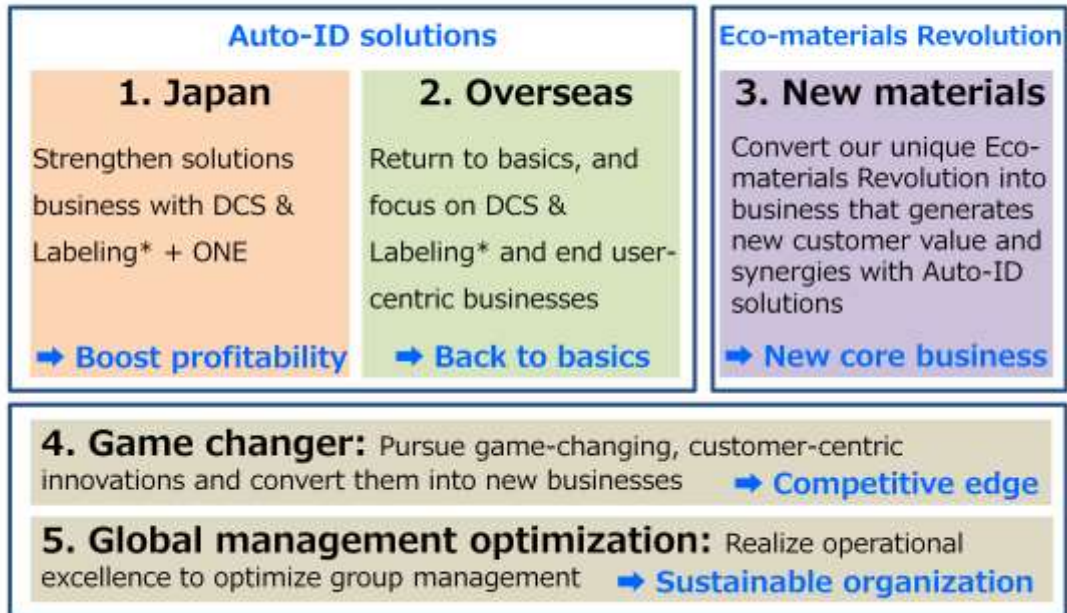 Auto-ID solutions
1. Japan
Strengthen solutions
business with DCS &
Labeling* + ONE
➡ Boost profitability
2. Overseas
Return to basics, and
focus on DCS &
Labeling* and end user-
centric businesses
➡ Back to basics
Eco-materials Revolution
3. New materials
Convert our unique Eco-
materials Revolution into
business that generates
new customer value and
synergies with Auto-ID
solutions
➡ New core business
4. Game changer: Pursue game-changing, customer-centric
innovations and convert them into new businesses ➡ Competitive edge
5. Global management optimization: Realize operational
excellence to optimize group management ➡ Sustainable organization